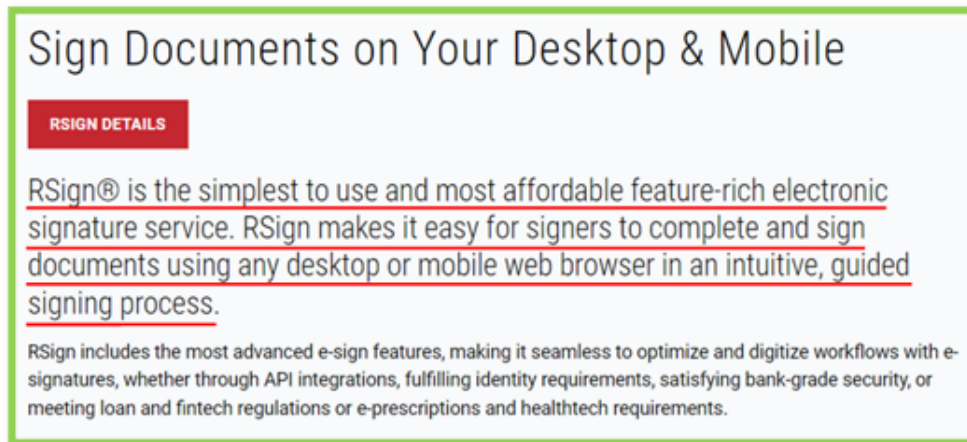 Sign Documents on Your Desktop & Mobile
RSIGN DETAILS
RSign® is the simplest to use and most affordable feature-rich electronic
signature service. RSign makes it easy for signers to complete and sign
documents using any desktop or mobile web browser in an intuitive, guided
signing process.
RSign includes the most advanced e-sign features, making it seamless to optimize and digitize workflows with e-
signatures, whether through API integrations, fulfilling identity requirements, satisfying bank-grade security, or
meeting loan and fintech regulations or e-prescriptions and healthtech requirements.